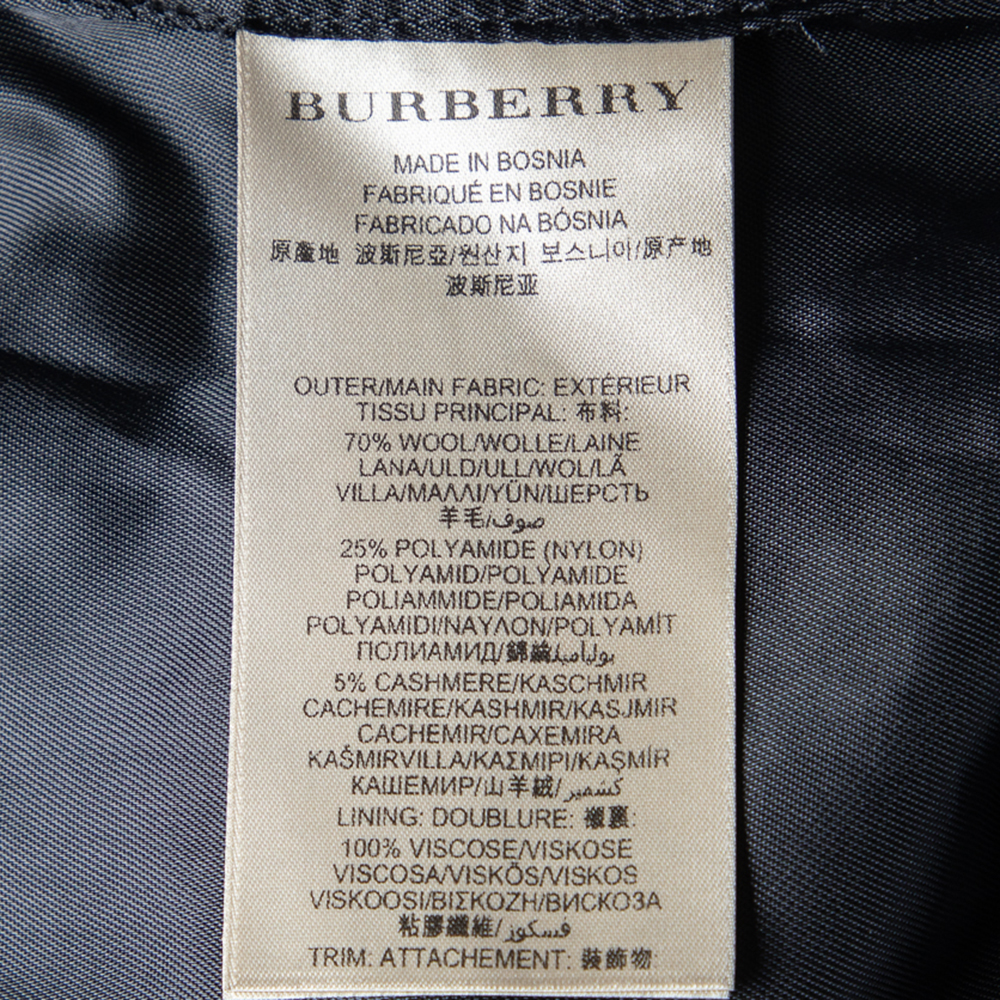 BURBERRY
MADE IN BOSNIA
FABRIQUÉ EN BOSNIE
FABRICADO NA BÓSNIA
原產地 波斯尼亞/원산지 보스니아/原产地
波斯尼亚
OUTER/MAIN FABRIC: EXTÉRIEUR
TISSU PRINCIPAL: 布料:
70% WOOL/WOLLE/LAINE
LANA/ULD/ULL/WOL/LÃ
VILLA/ΜΑΛΛΙ/YÜN/ШЕРСТЬ
羊毛/صوف
25% POLYAMIDE (NYLON)
POLYAMID/POLYAMIDE
POLIAMMIDE/POLIAMIDA
POLYAMIDI/ΝΑΥΛΟΝ/POLYAMİT
ПОЛИАМИД/錦綸/بولياميد
5% CASHMERE/KASCHMIR
CACHEMIRE/KASHMIR/KASJMIR
CACHEMIR/CAXEMIRA
KAŠMIRVILLA/ΚΑΣΜΙΡΙ/KAŞMİR
КАШЕМИР/山羊絨/كشمير
LINING: DOUBLURE: 襯裏:
100% VISCOSE/VISKOSE
VISCOSA/VISKÕS/VISKOS
VISKOOSI/ΒΙΣΚΟΖΗ/ВИСКОЗА
粘膠纖維/فسكوز
TRIM: ATTACHEMENT: 裝飾物